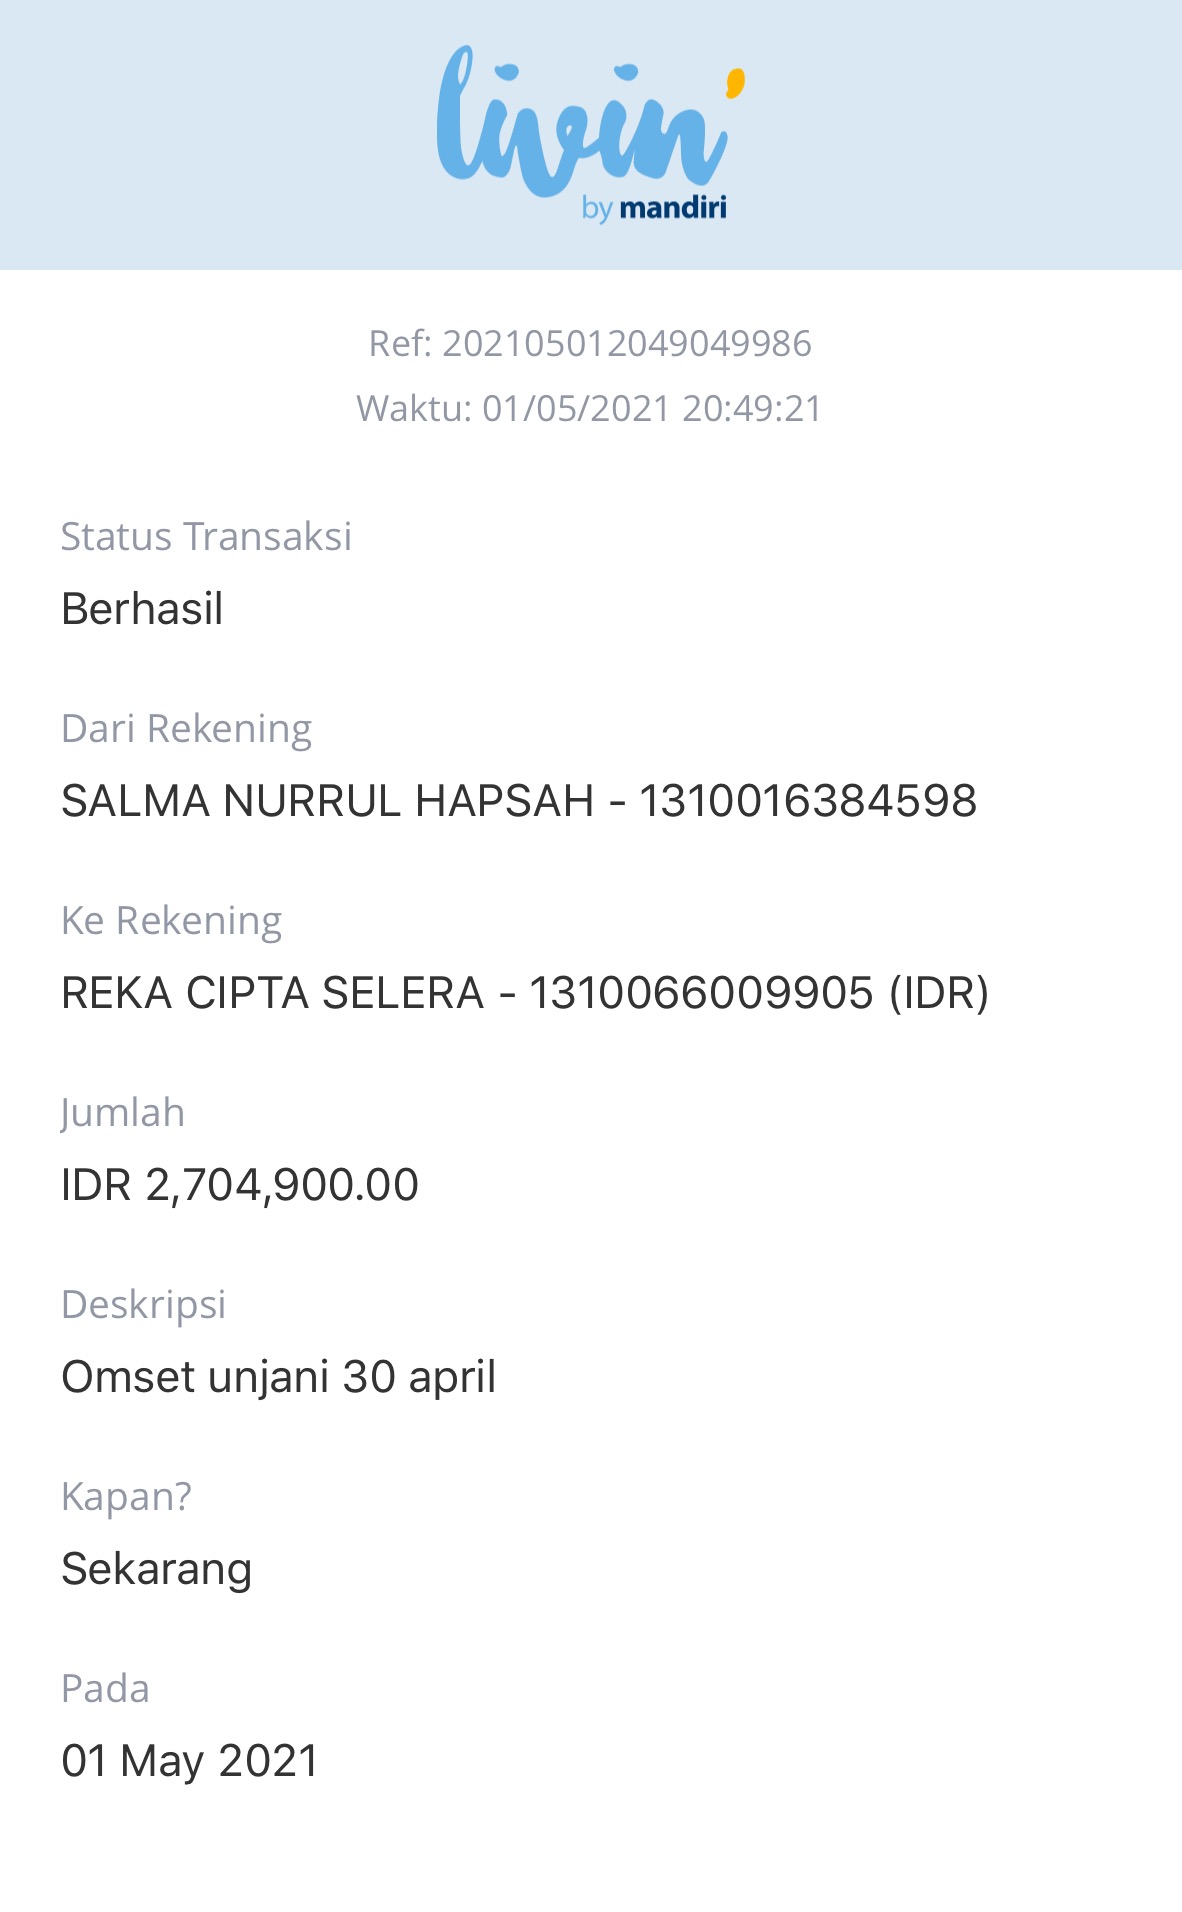 livin'
by mandiri
Ref: 202105012049049986
Waktu: 01/05/2021 20:49:21
Status Transaksi
Berhasil
Dari Rekening
SALMA NURRUL HAPSAH - 1310016384598
Ke Rekening
REKA CIPTA SELERA - 1310066009905 (IDR)
Jumlah
IDR 2,704,900.00
Deskripsi
Omset unjani 30 april
Kapan?
Sekarang
Pada
01 May 2021